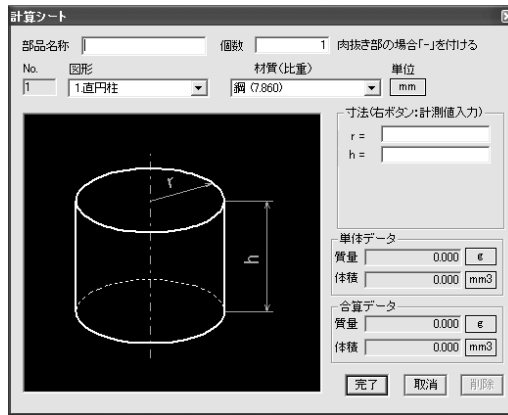 計算シート
部品名称 個数 1 肉抜き部の場合「-」を付ける
No. 図形 材質(比重) 単位
1 1.直円柱 鋼 (7.860) mm
寸法(右ボタン:計測値入力)
r =
h =
r
h
単体データ
質量 0.000 g
体積 0.000 mm3
合算データ
質量 0.000 g
体積 0.000 mm3
完了 取消 削除